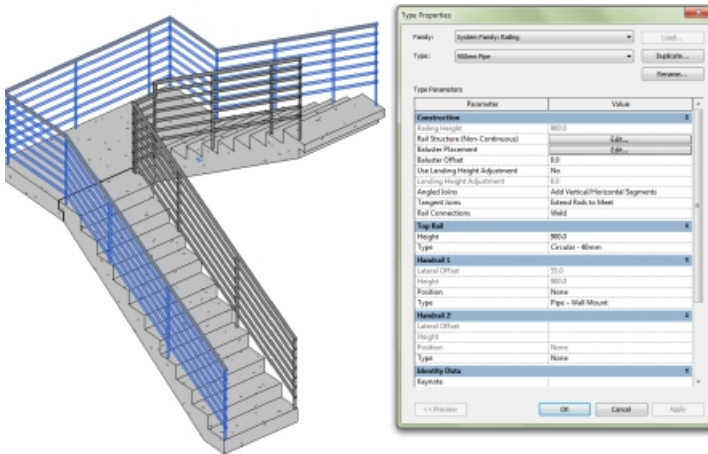 Type Properties
Family: System Family: Railing Load...
Type: 900mm Pipe Duplicate...
Rename...
Type Parameters
Parameter Value
Construction
Railing Height 900.0
Rail Structure (Non-Continuous) Edit...
Baluster Placement Edit...
Baluster Offset 0.0
Use Landing Height Adjustment No
Landing Height Adjustment 0.0
Angled Joins Add Vertical/Horizontal Segments
Tangent Joins Extend Rails to Meet
Rail Connections Weld
Top Rail
Height 900.0
Type Circular - 40mm
Handrail 1
Lateral Offset 55.0
Height 900.0
Position None
Type Pipe - Wall Mount
Handrail 2
Lateral Offset
Height
Position None
Type None
Identity Data
Keynote
<< Preview OK Cancel Apply